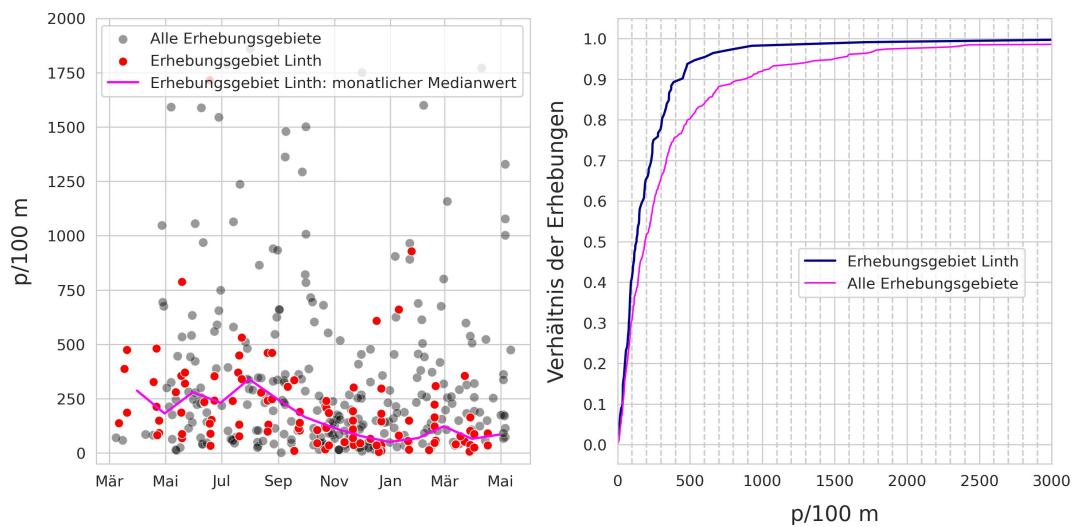 2000
1750
1500
1250
1000
750
500
250
0
p/100 m
Alle Erhebungsgebiete
Erhebungsgebiet Linth
Erhebungsgebiet Linth: monatlicher Medianwert
Mär Mai Jul Sep Nov Jan Mär Mai
Verhältnis der Erhebungen
1.0
0.9
0.8
0.7
0.6
0.5
0.4
0.3
0.2
0.1
0.0
Erhebungsgebiet Linth
Alle Erhebungsgebiete
0 500 1000 1500 2000 2500 3000
p/100 m